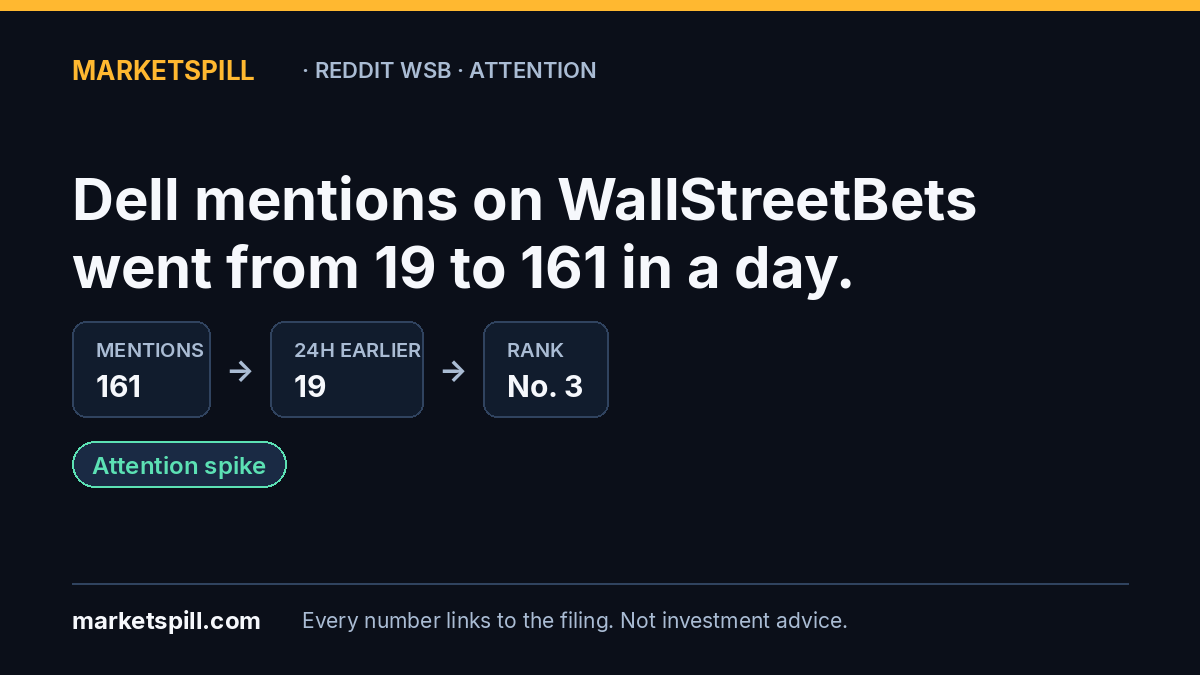 MARKETSPILL · REDDIT WSB · ATTENTION
Dell mentions on WallStreetBets
went from 19 to 161 in a day.
MENTIONS → 24H EARLIER → RANK
161 19 No. 3
Attention spike
marketspill.com Every number links to the filing. Not investment advice.